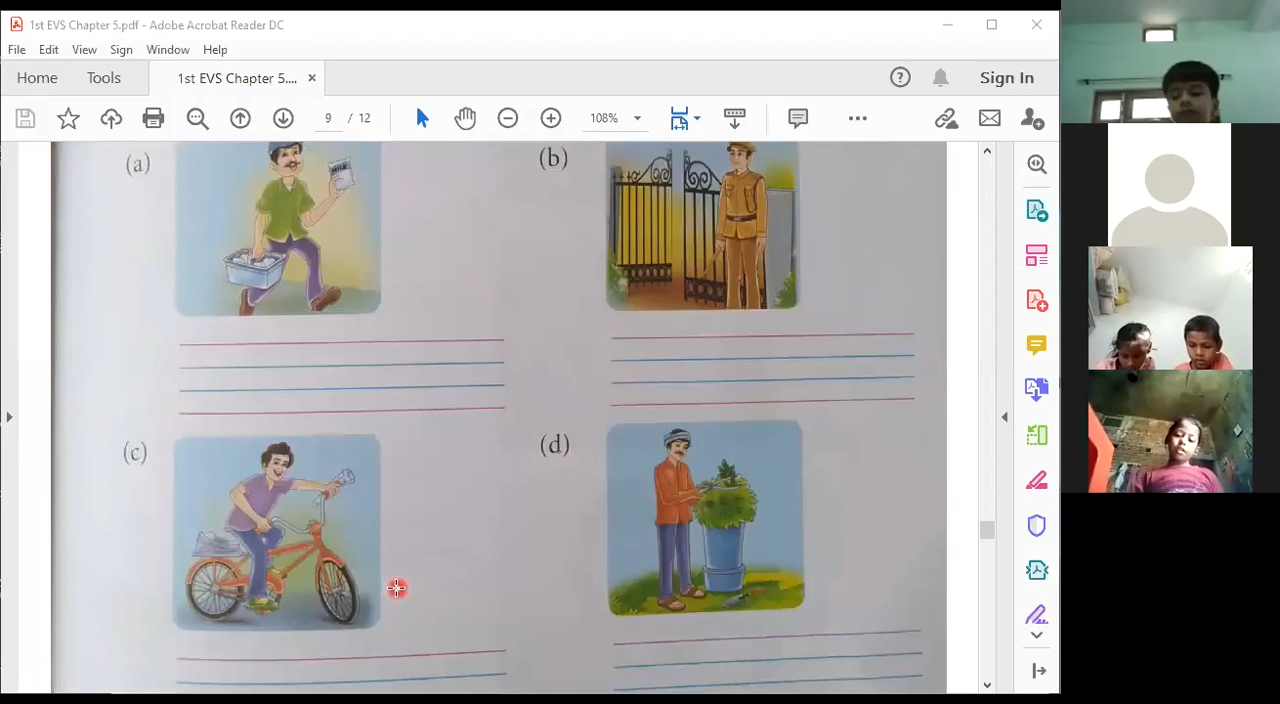 1st EVS Chapter 5.pdf - Adobe Acrobat Reader DC
File Edit View Sign Window Help
Home Tools 1st EVS Chapter 5.... × Sign In
9 / 12 108%
(a) (b)
MILK
(c) (d)